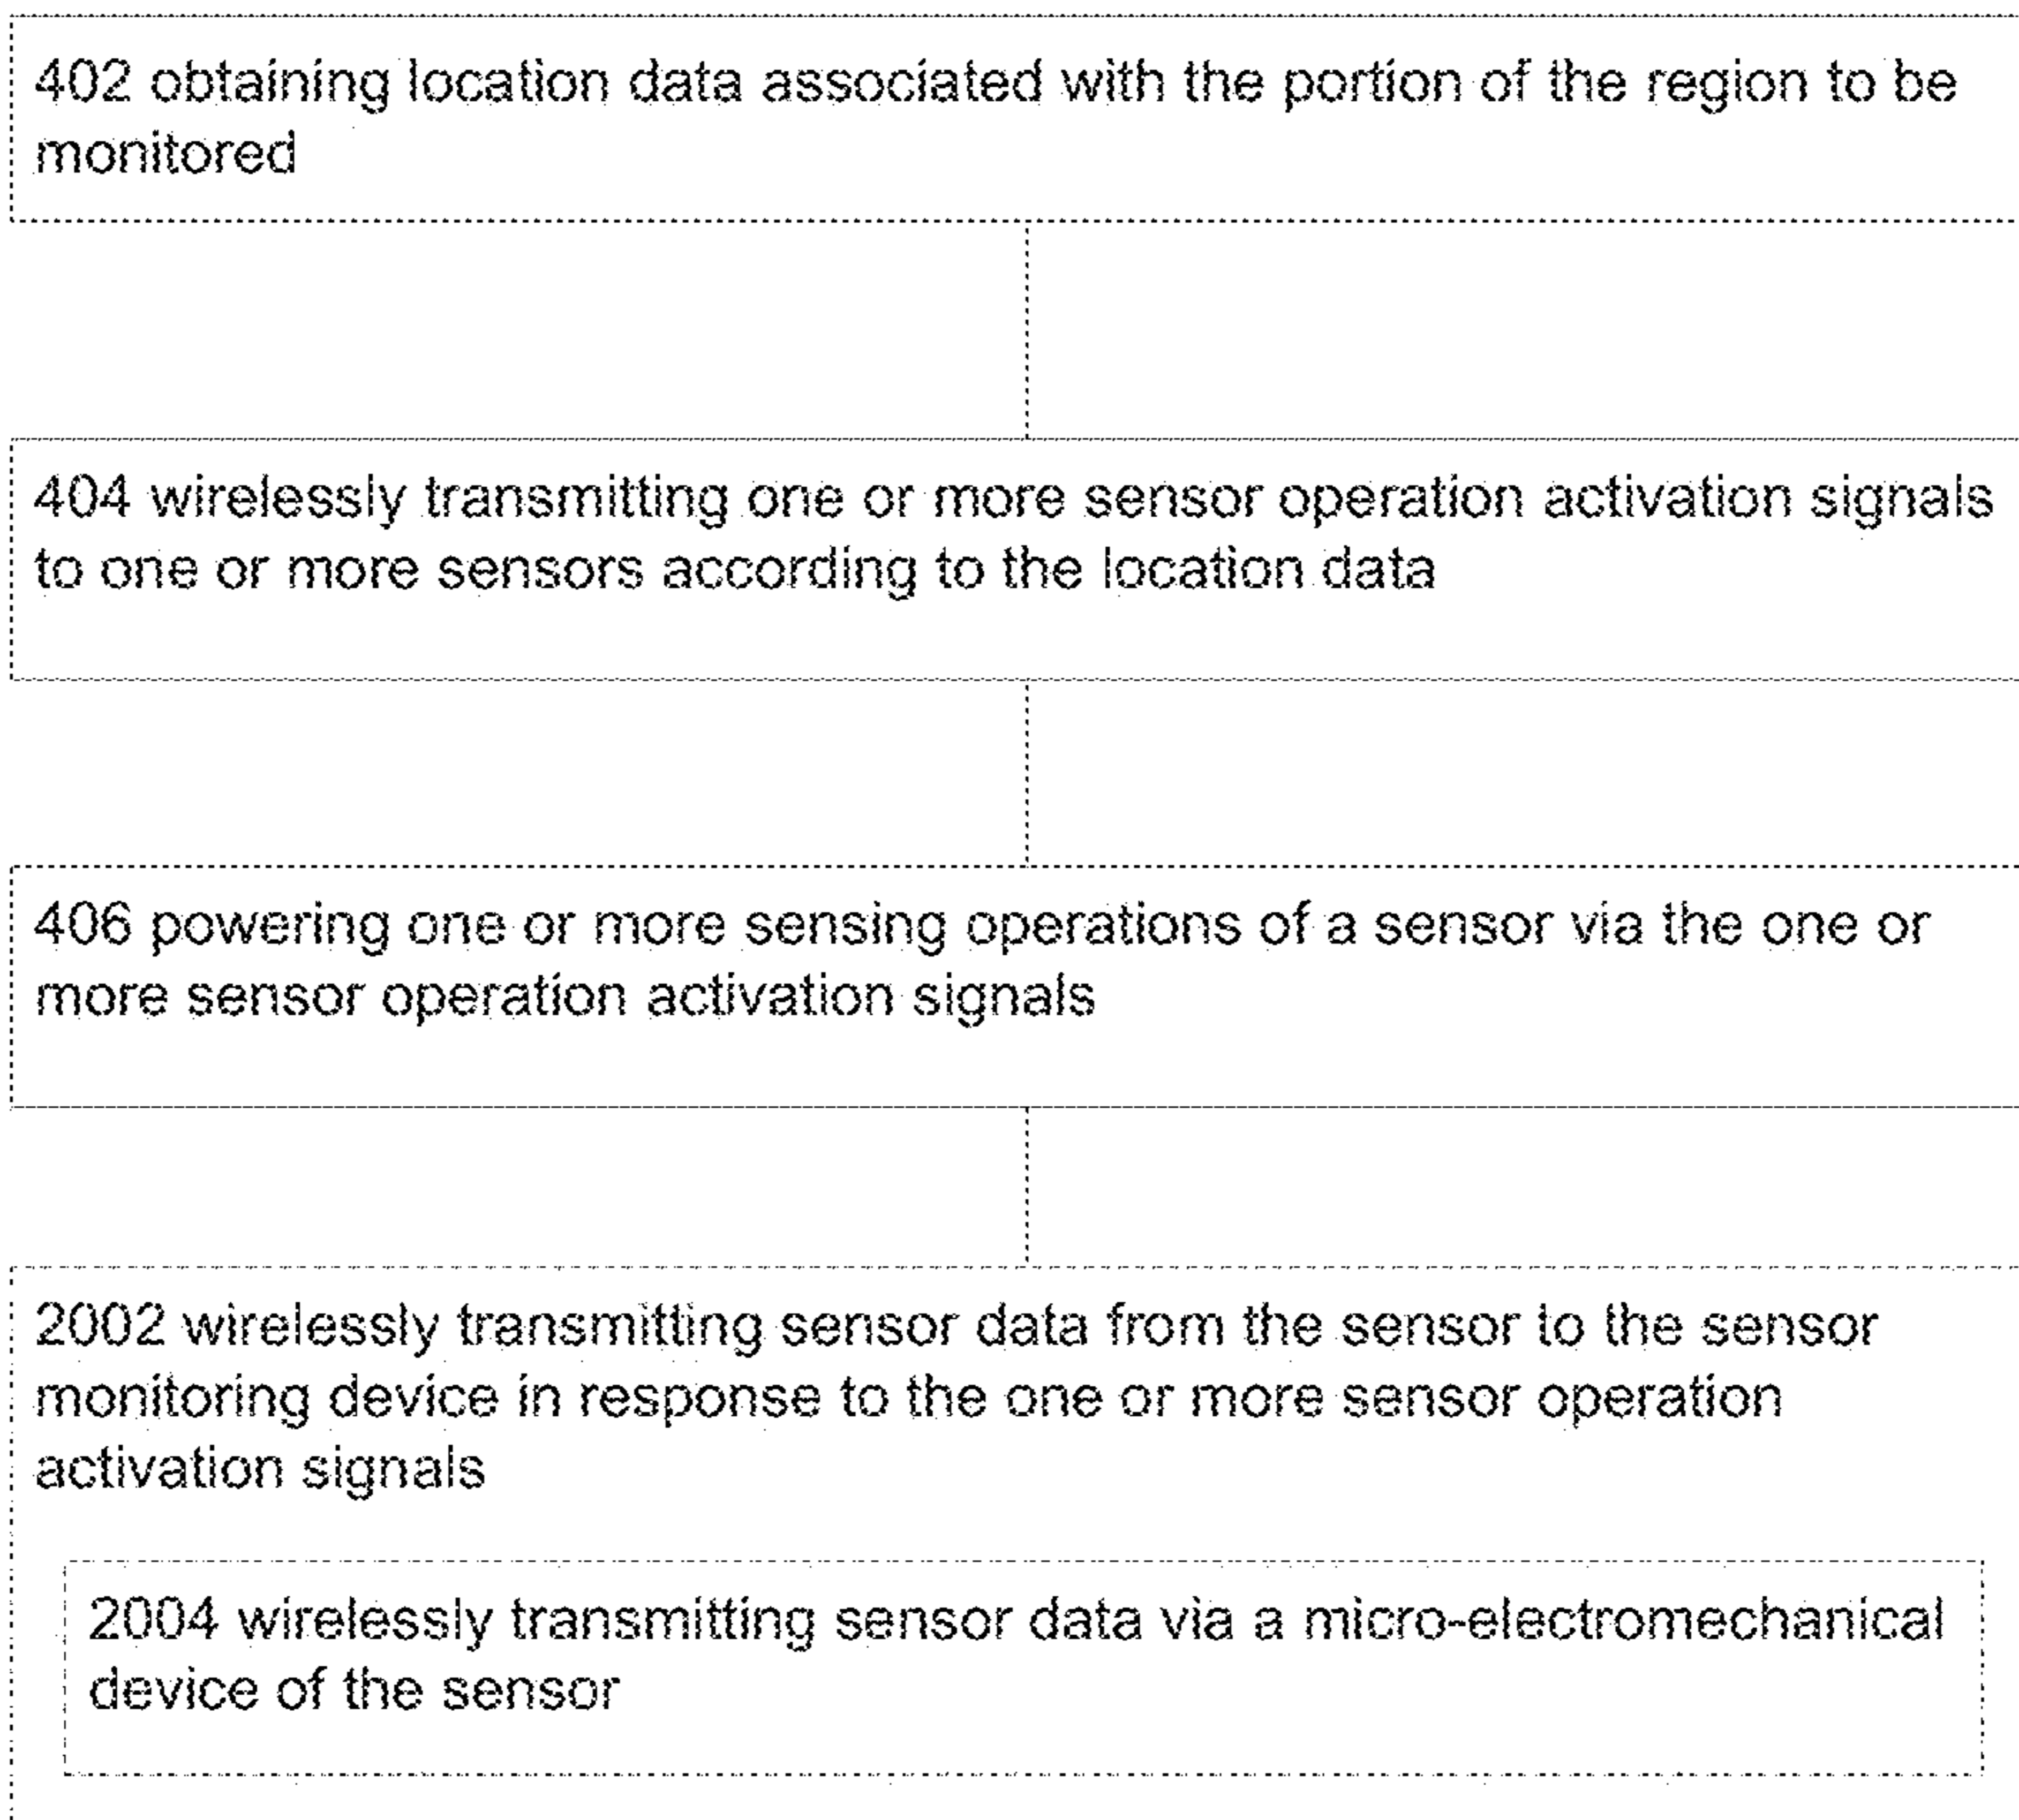 402 obtaining location data associated with the portion of the region to be
monitored
404 wirelessly transmitting one or more sensor operation activation signals
to one or more sensors according to the location data
406 powering one or more sensing operations of a sensor via the one or
more sensor operation activation signals
2002 wirelessly transmitting sensor data from the sensor to the sensor
monitoring device in response to the one or more sensor operation
activation signals
2004 wirelessly transmitting sensor data via a micro-electromechanical
device of the sensor